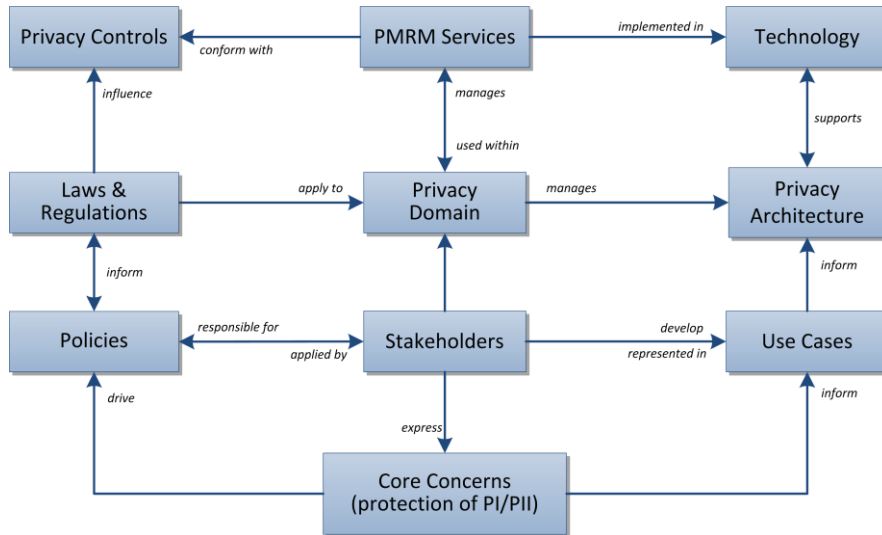 Privacy Controls
conform with
PMRM Services
implemented in
Technology
influence
manages
used within
supports
Laws &
Regulations
apply to
Privacy
Domain
manages
Privacy
Architecture
inform
inform
Policies
responsible for
applied by
Stakeholders
develop
represented in
Use Cases
drive
express
inform
Core Concerns
(protection of PI/PII)